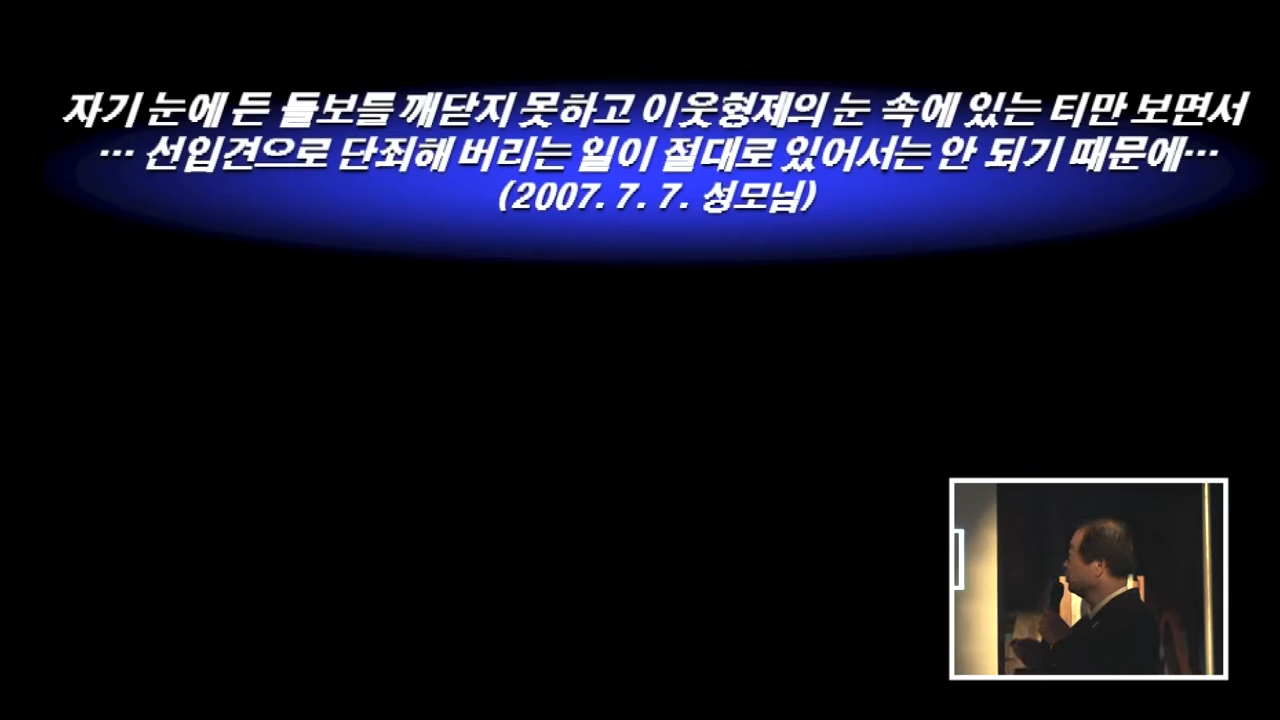 자기 눈에 든 들보를 깨닫지 못하고 이웃형제의 눈 속에 있는 티만 보면서
… 선입견으로 단죄해 버리는 일이 절대로 있어서는 안 되기 때문에…
(2007. 7. 7. 성모님)